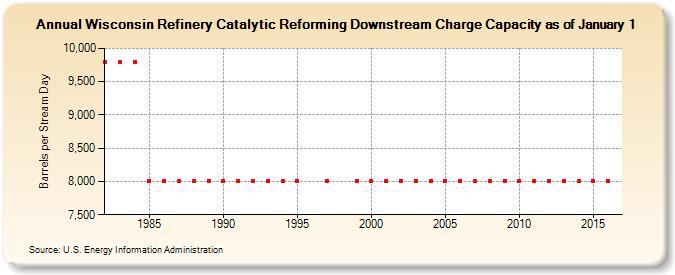 Annual Wisconsin Refinery Catalytic Reforming Downstream Charge Capacity as of January 1
Barrels per Stream Day
10,000
9,500
9,000
8,500
8,000
7,500
1985 1990 1995 2000 2005 2010 2015
Source: U.S. Energy Information Administration